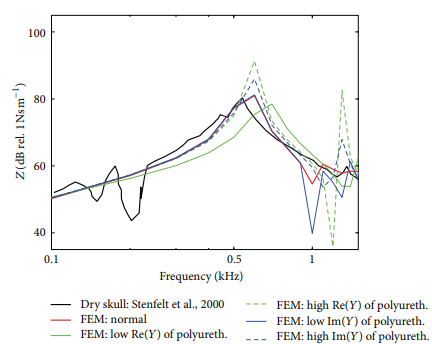 100
80
60
40
Z (dB rel. 1 Nsm⁻¹)
0.1
0.5
1
Frequency (kHz)
Dry skull: Stenfelt et al., 2000
FEM: normal
FEM: low Re(Y) of polyureth.
FEM: high Re(Y) of polyureth.
FEM: low Im(Y) of polyureth.
FEM: high Im(Y) of polyureth.